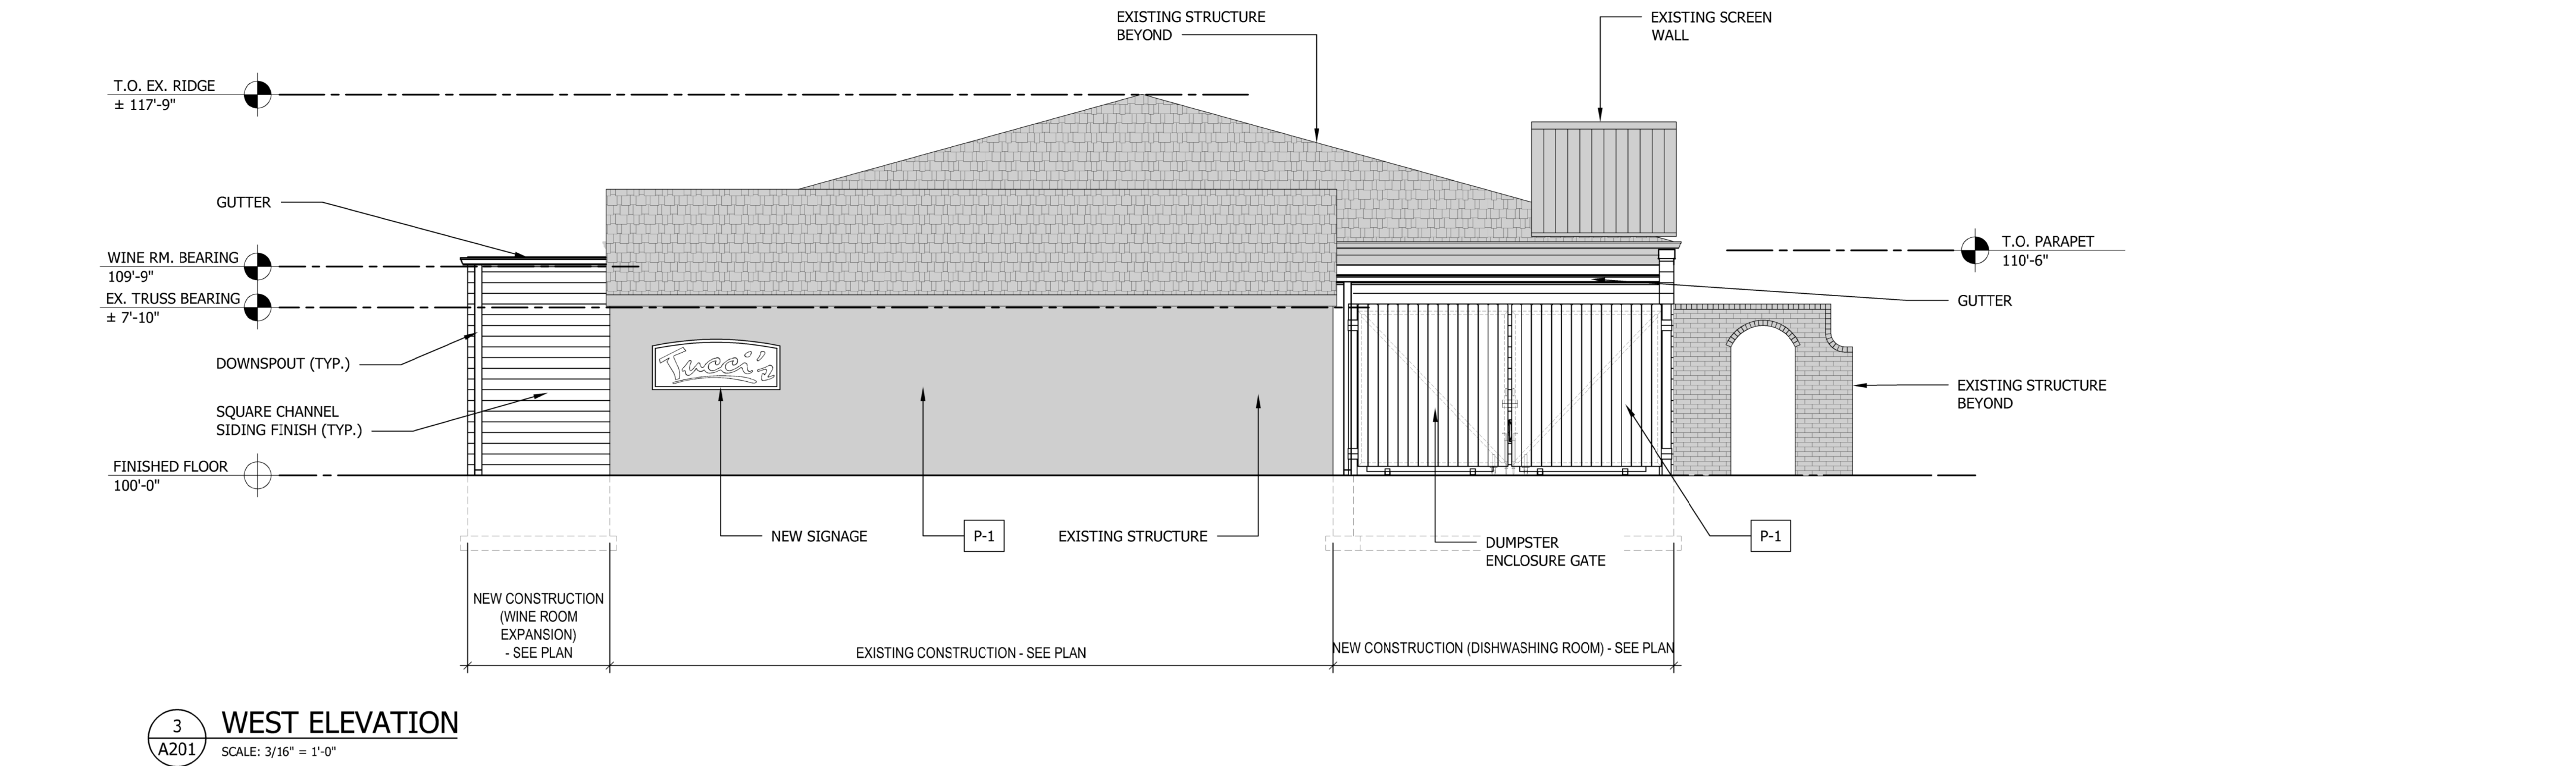 EXISTING STRUCTURE
BEYOND
EXISTING SCREEN
WALL
T.O. EX. RIDGE
± 117'-9"
GUTTER
WINE RM. BEARING
109'-9"
T.O. PARAPET
110'-6"
EX. TRUSS BEARING
± 7'-10"
GUTTER
DOWNSPOUT (TYP.)
Tucci's
EXISTING STRUCTURE
BEYOND
SQUARE CHANNEL
SIDING FINISH (TYP.)
FINISHED FLOOR
100'-0"
NEW SIGNAGE
P-1
EXISTING STRUCTURE
DUMPSTER
ENCLOSURE GATE
P-1
NEW CONSTRUCTION
(WINE ROOM
EXPANSION)
- SEE PLAN
EXISTING CONSTRUCTION - SEE PLAN
NEW CONSTRUCTION (DISHWASHING ROOM) - SEE PLAN
3
A201
WEST ELEVATION
SCALE: 3/16" = 1'-0"